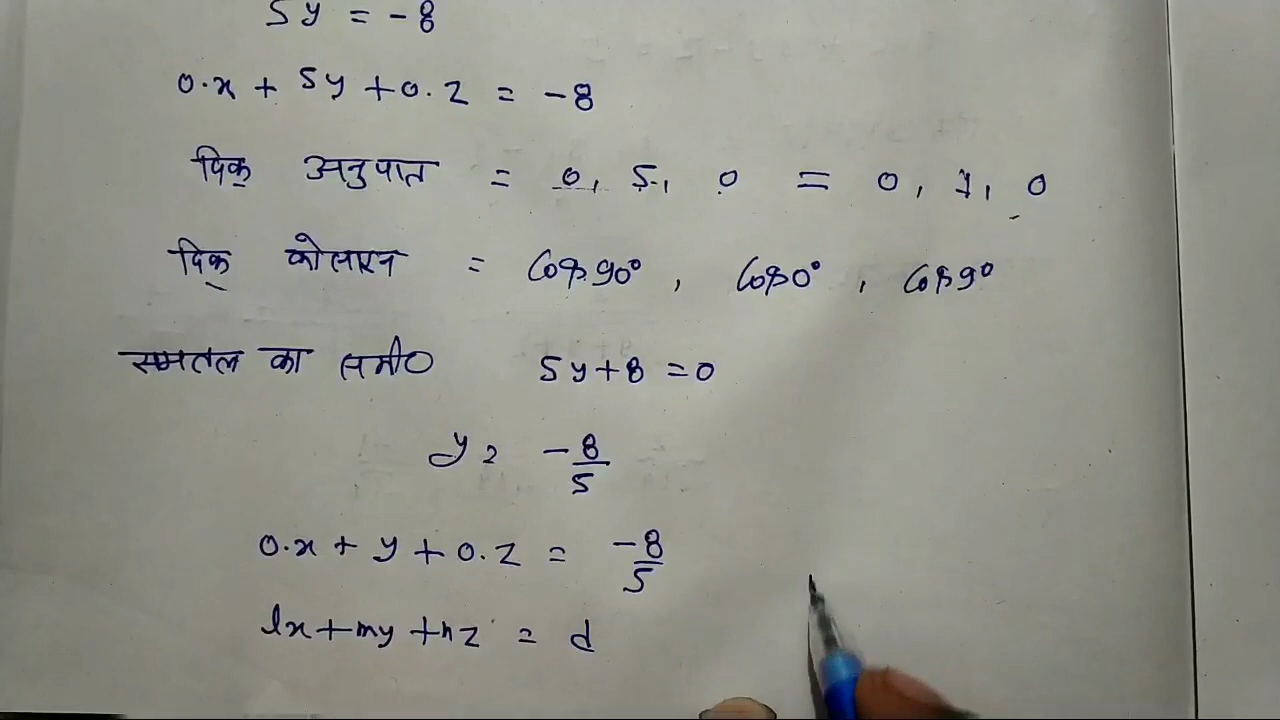 5y = -8
0.x + 5y + 0.z = -8
दिक् अनुपात = 0, 5, 0 = 0, 1, 0
दिक् कोसाइन = Cos 90°, Cos 0°, Cos 9°
समतल का समी० 5y + 8 = 0
y = -8/5
0.x + y + 0.z = -8/5
lx + my + nz = d